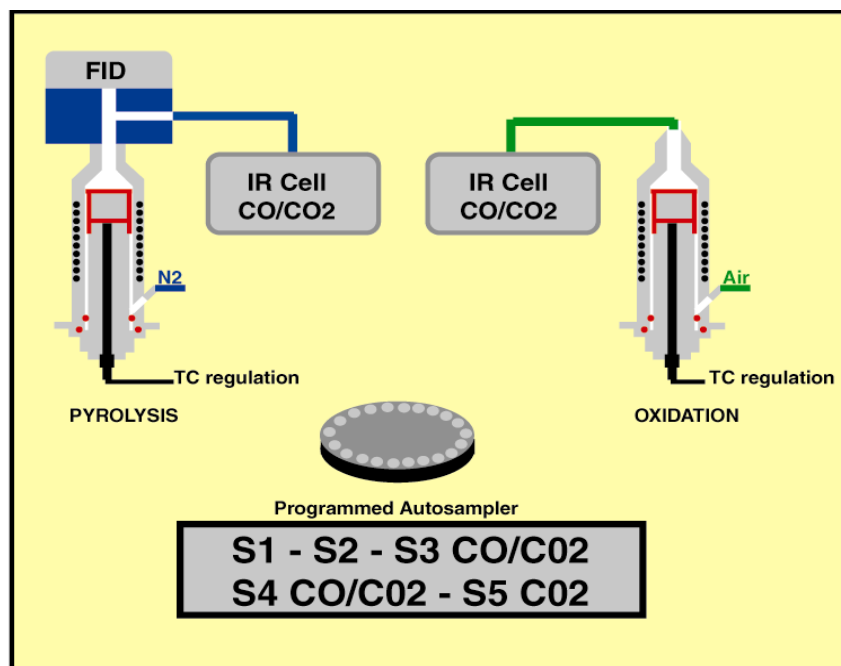 FID
IR Cell
CO/CO2
IR Cell
CO/CO2
N2
Air
TC regulation
TC regulation
PYROLYSIS
OXIDATION
Programmed Autosampler
S1 - S2 - S3 CO/C02
S4 CO/C02 - S5 C02